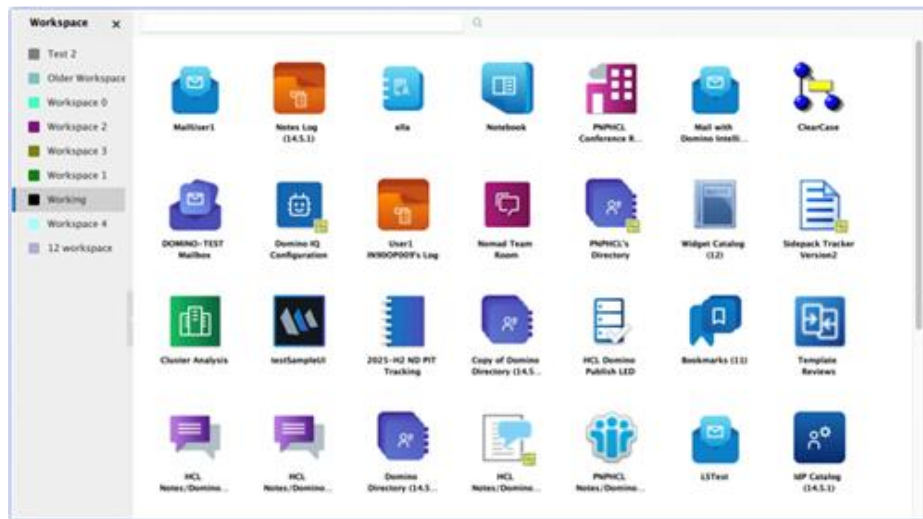 Workspace ×
Test 2
Older Workspace
Workspace 0
Workspace 2
Workspace 3
Workspace 1
Working
Workspace 4
12 workspace
MailUser1
Notes Log
(14.5.1)
ella
Notebook
PNPHCL
Conference R...
Mail with
Domino Intelli...
ClearCase
DOMINO-TEST
Mailbox
Domino IQ
Configuration
User1
IN90OP009's Log
Nomad Team
Room
PNPHCL's
Directory
Widget Catalog
(12)
Sidepack Tracker
Version2
Cluster Analysis
testSampleUI
2025-H2 ND PIT
Tracking
Copy of Domino
Directory (14.5...
HCL Domino
Publish LED
Bookmarks (11)
Template
Reviews
HCL
Notes/Domino...
HCL
Notes/Domino...
Domino
Directory (14.5...
HCL
Notes/Domino...
PNPHCL
Notes/Domino...
LSTest
Catalog
(14.5.1)